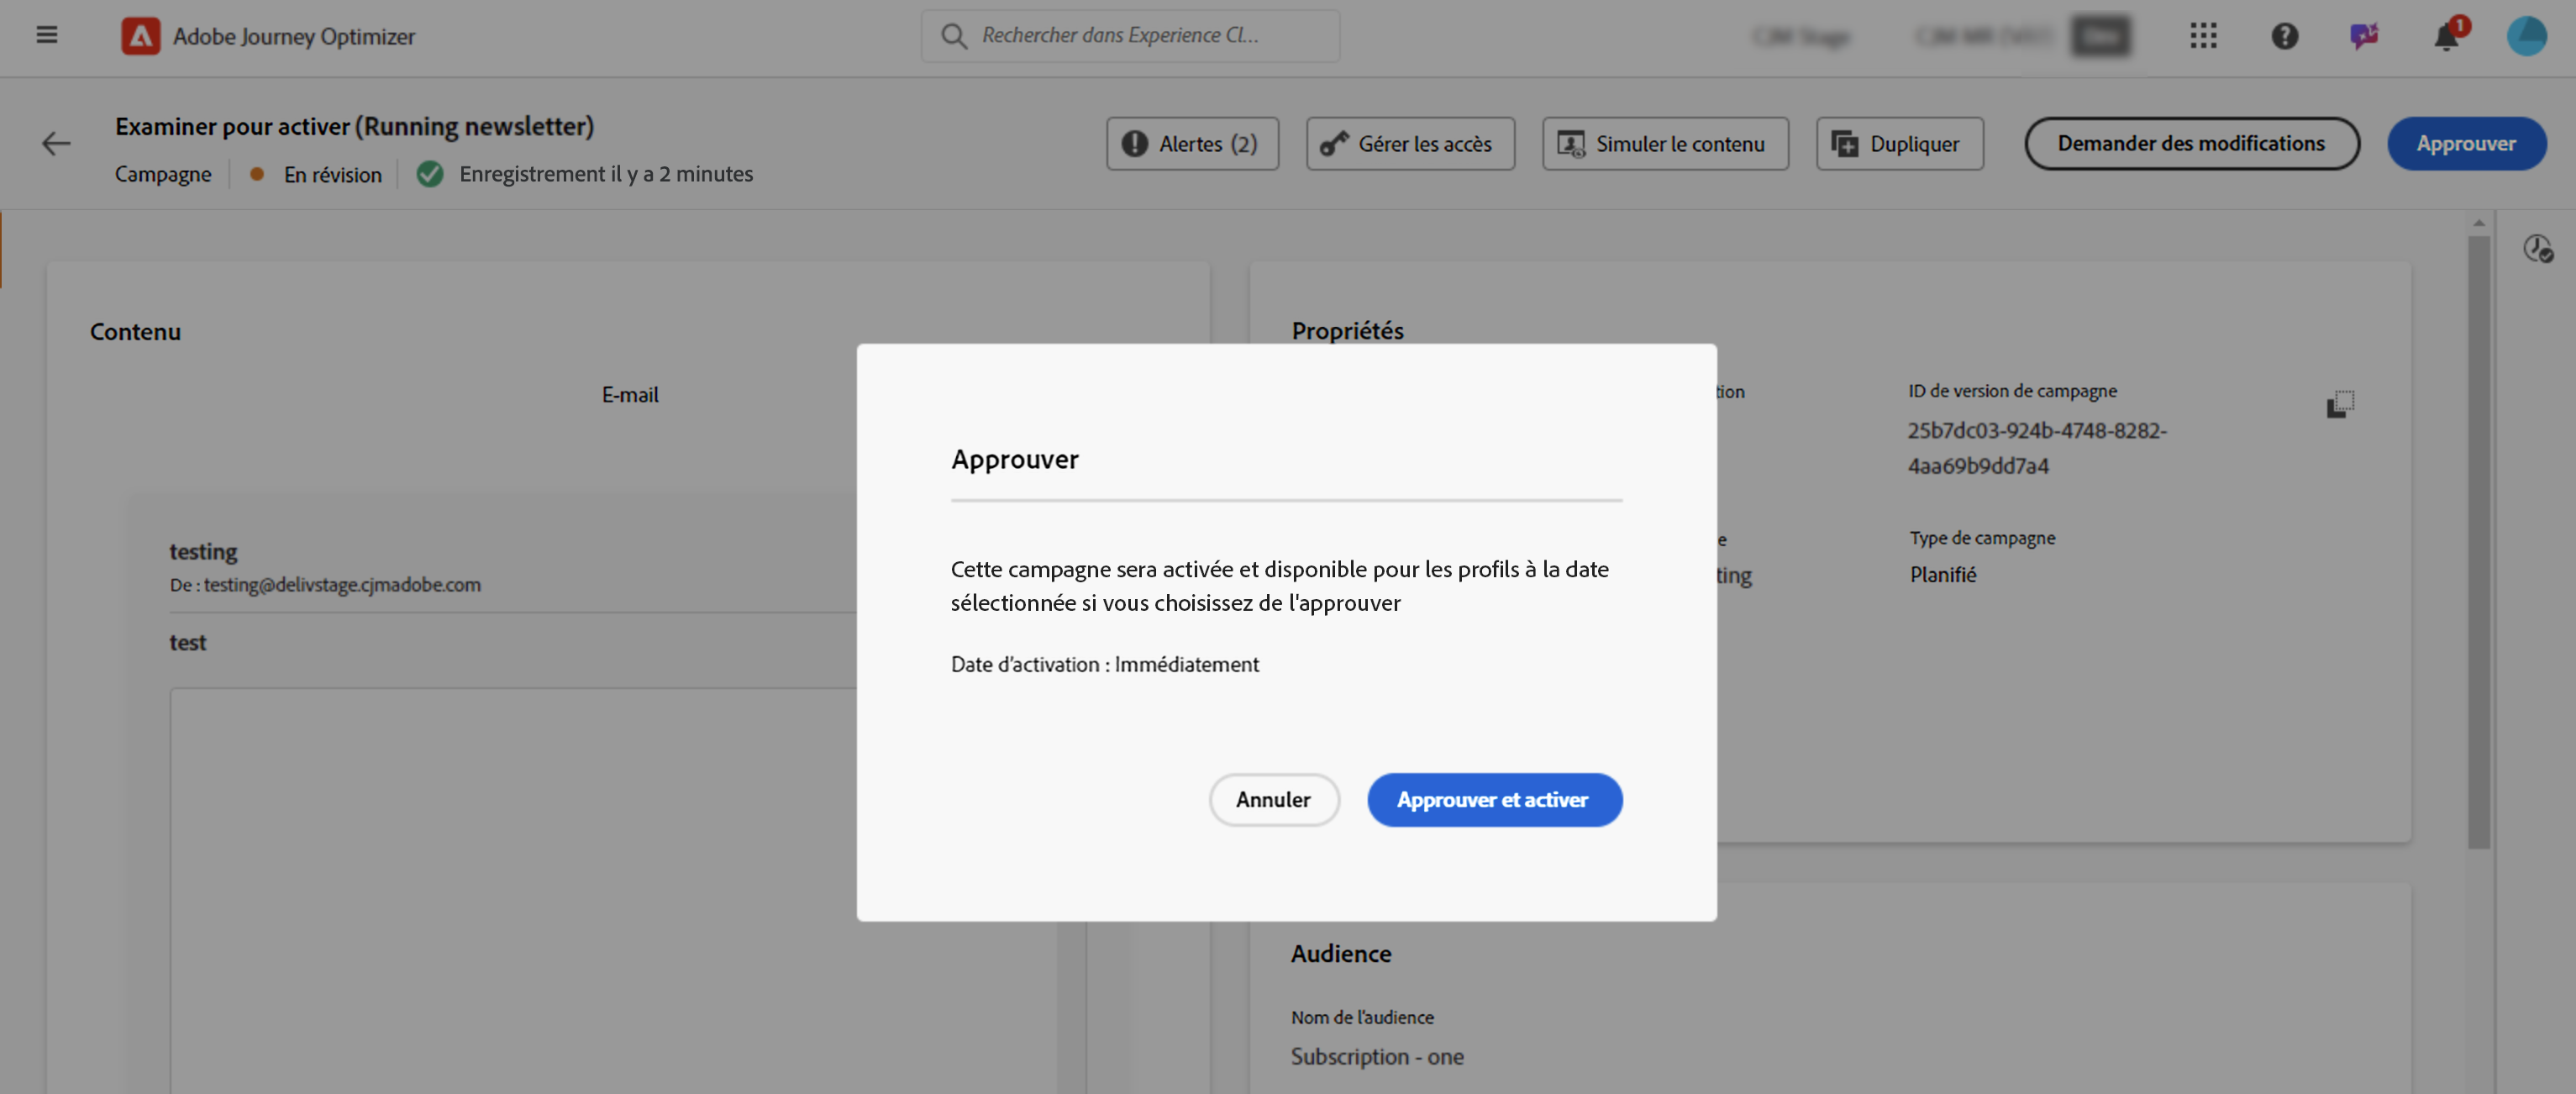 Adobe Journey Optimizer
Rechercher dans Experience Cl...
1
Examiner pour activer (Running newsletter)
Campagne
En révision
Enregistrement il y a 2 minutes
Alertes (2)
Gérer les accès
Simuler le contenu
Dupliquer
Demander des modifications
Approuver
Contenu
E-mail
testing
De : testing@delivstage.cjmadobe.com
test
Propriétés
tion
ID de version de campagne
25b7dc03-924b-4748-8282-
4aa69b9dd7a4
e
ting
Type de campagne
Planifié
Approuver
Cette campagne sera activée et disponible pour les profils à la date
sélectionnée si vous choisissez de l'approuver
Date d'activation : Immédiatement
Annuler
Approuver et activer
Audience
Nom de l'audience
Subscription - one